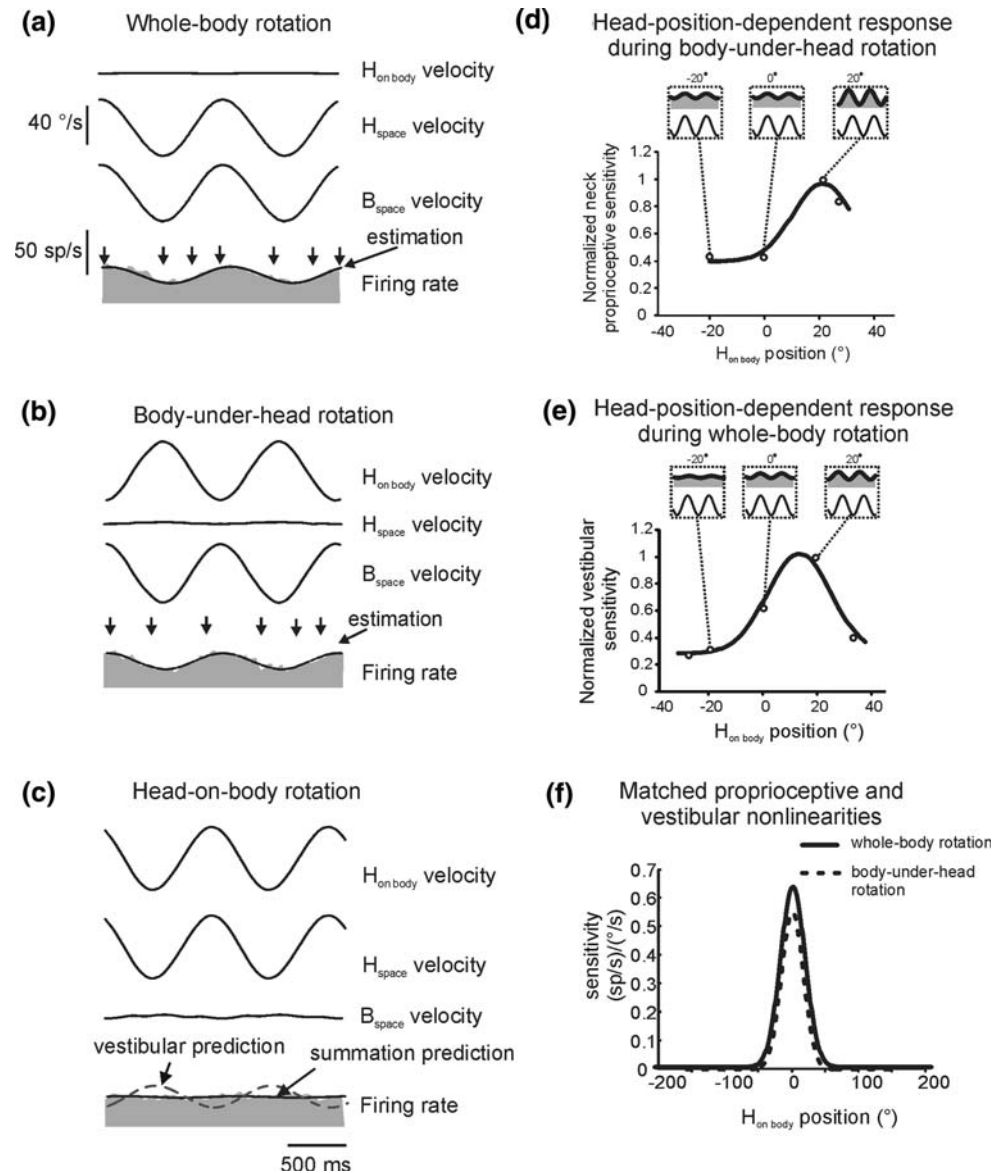 (a)
Whole-body rotation
H on body velocity
40 °/s
H space velocity
B space velocity
50 sp/s
estimation
Firing rate
(b)
Body-under-head rotation
H on body velocity
H space velocity
B space velocity
estimation
Firing rate
(c)
Head-on-body rotation
H on body velocity
H space velocity
B space velocity
vestibular prediction
summation prediction
Firing rate
500 ms
(d)
Head-position-dependent response
during body-under-head rotation
-20° 0° 20°
Normalized neck
proprioceptive sensitivity
1.2
1
0.8
0.6
0.4
0.2
0
-40 -20 0 20 40
H on body position (°)
(e)
Head-position-dependent response
during whole-body rotation
-20° 0° 20°
Normalized vestibular
sensitivity
1.2
1
0.8
0.6
0.4
0.2
0
-40 -20 0 20 40
H on body position (°)
(f)
Matched proprioceptive and
vestibular nonlinearities
whole-body rotation
body-under-head
rotation
sensitivity
(sp/s)/(°/s)
0.7
0.6
0.5
0.4
0.3
0.2
0.1
0
-200 -100 0 100 200
H on body position (°)